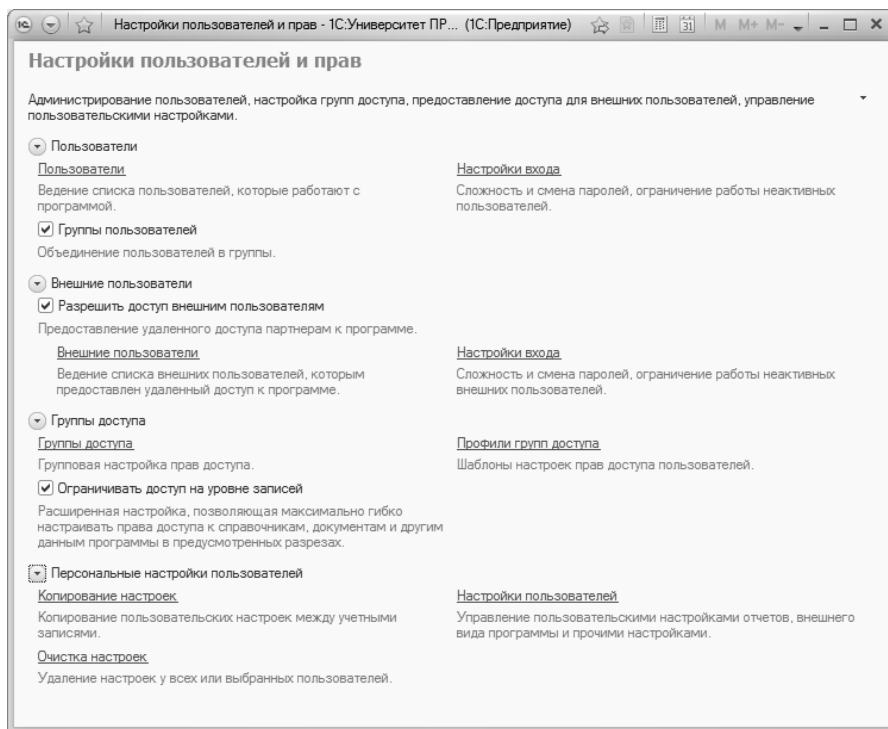 Настройки пользователей и прав - 1С:Университет ПР... (1С:Предприятие)
31 M M+ M-
Настройки пользователей и прав
Администрирование пользователей, настройка групп доступа, предоставление доступа для внешних пользователей, управление
пользовательскими настройками.
Пользователи
Пользователи Настройки входа
Ведение списка пользователей, которые работают с Сложность и смена паролей, ограничение работы неактивных
программой. пользователей.
Группы пользователей
Объединение пользователей в группы.
Внешние пользователи
Разрешить доступ внешним пользователям
Предоставление удаленного доступа партнерам к программе.
Внешние пользователи Настройки входа
Ведение списка внешних пользователей, которым Сложность и смена паролей, ограничение работы неактивных
предоставлен удаленный доступ к программе. внешних пользователей.
Группы доступа
Группы доступа Профили групп доступа
Групповая настройка прав доступа. Шаблоны настроек прав доступа пользователей.
Ограничивать доступ на уровне записей
Расширенная настройка, позволяющая максимально гибко
настраивать права доступа к справочникам, документам и другим
данным программы в предусмотренных разрезах.
Персональные настройки пользователей
Копирование настроек Настройки пользователей
Копирование пользовательских настроек между учетными Управление пользовательскими настройками отчетов, внешнего
записями. вида программы и прочими настройками.
Очистка настроек
Удаление настроек у всех или выбранных пользователей.